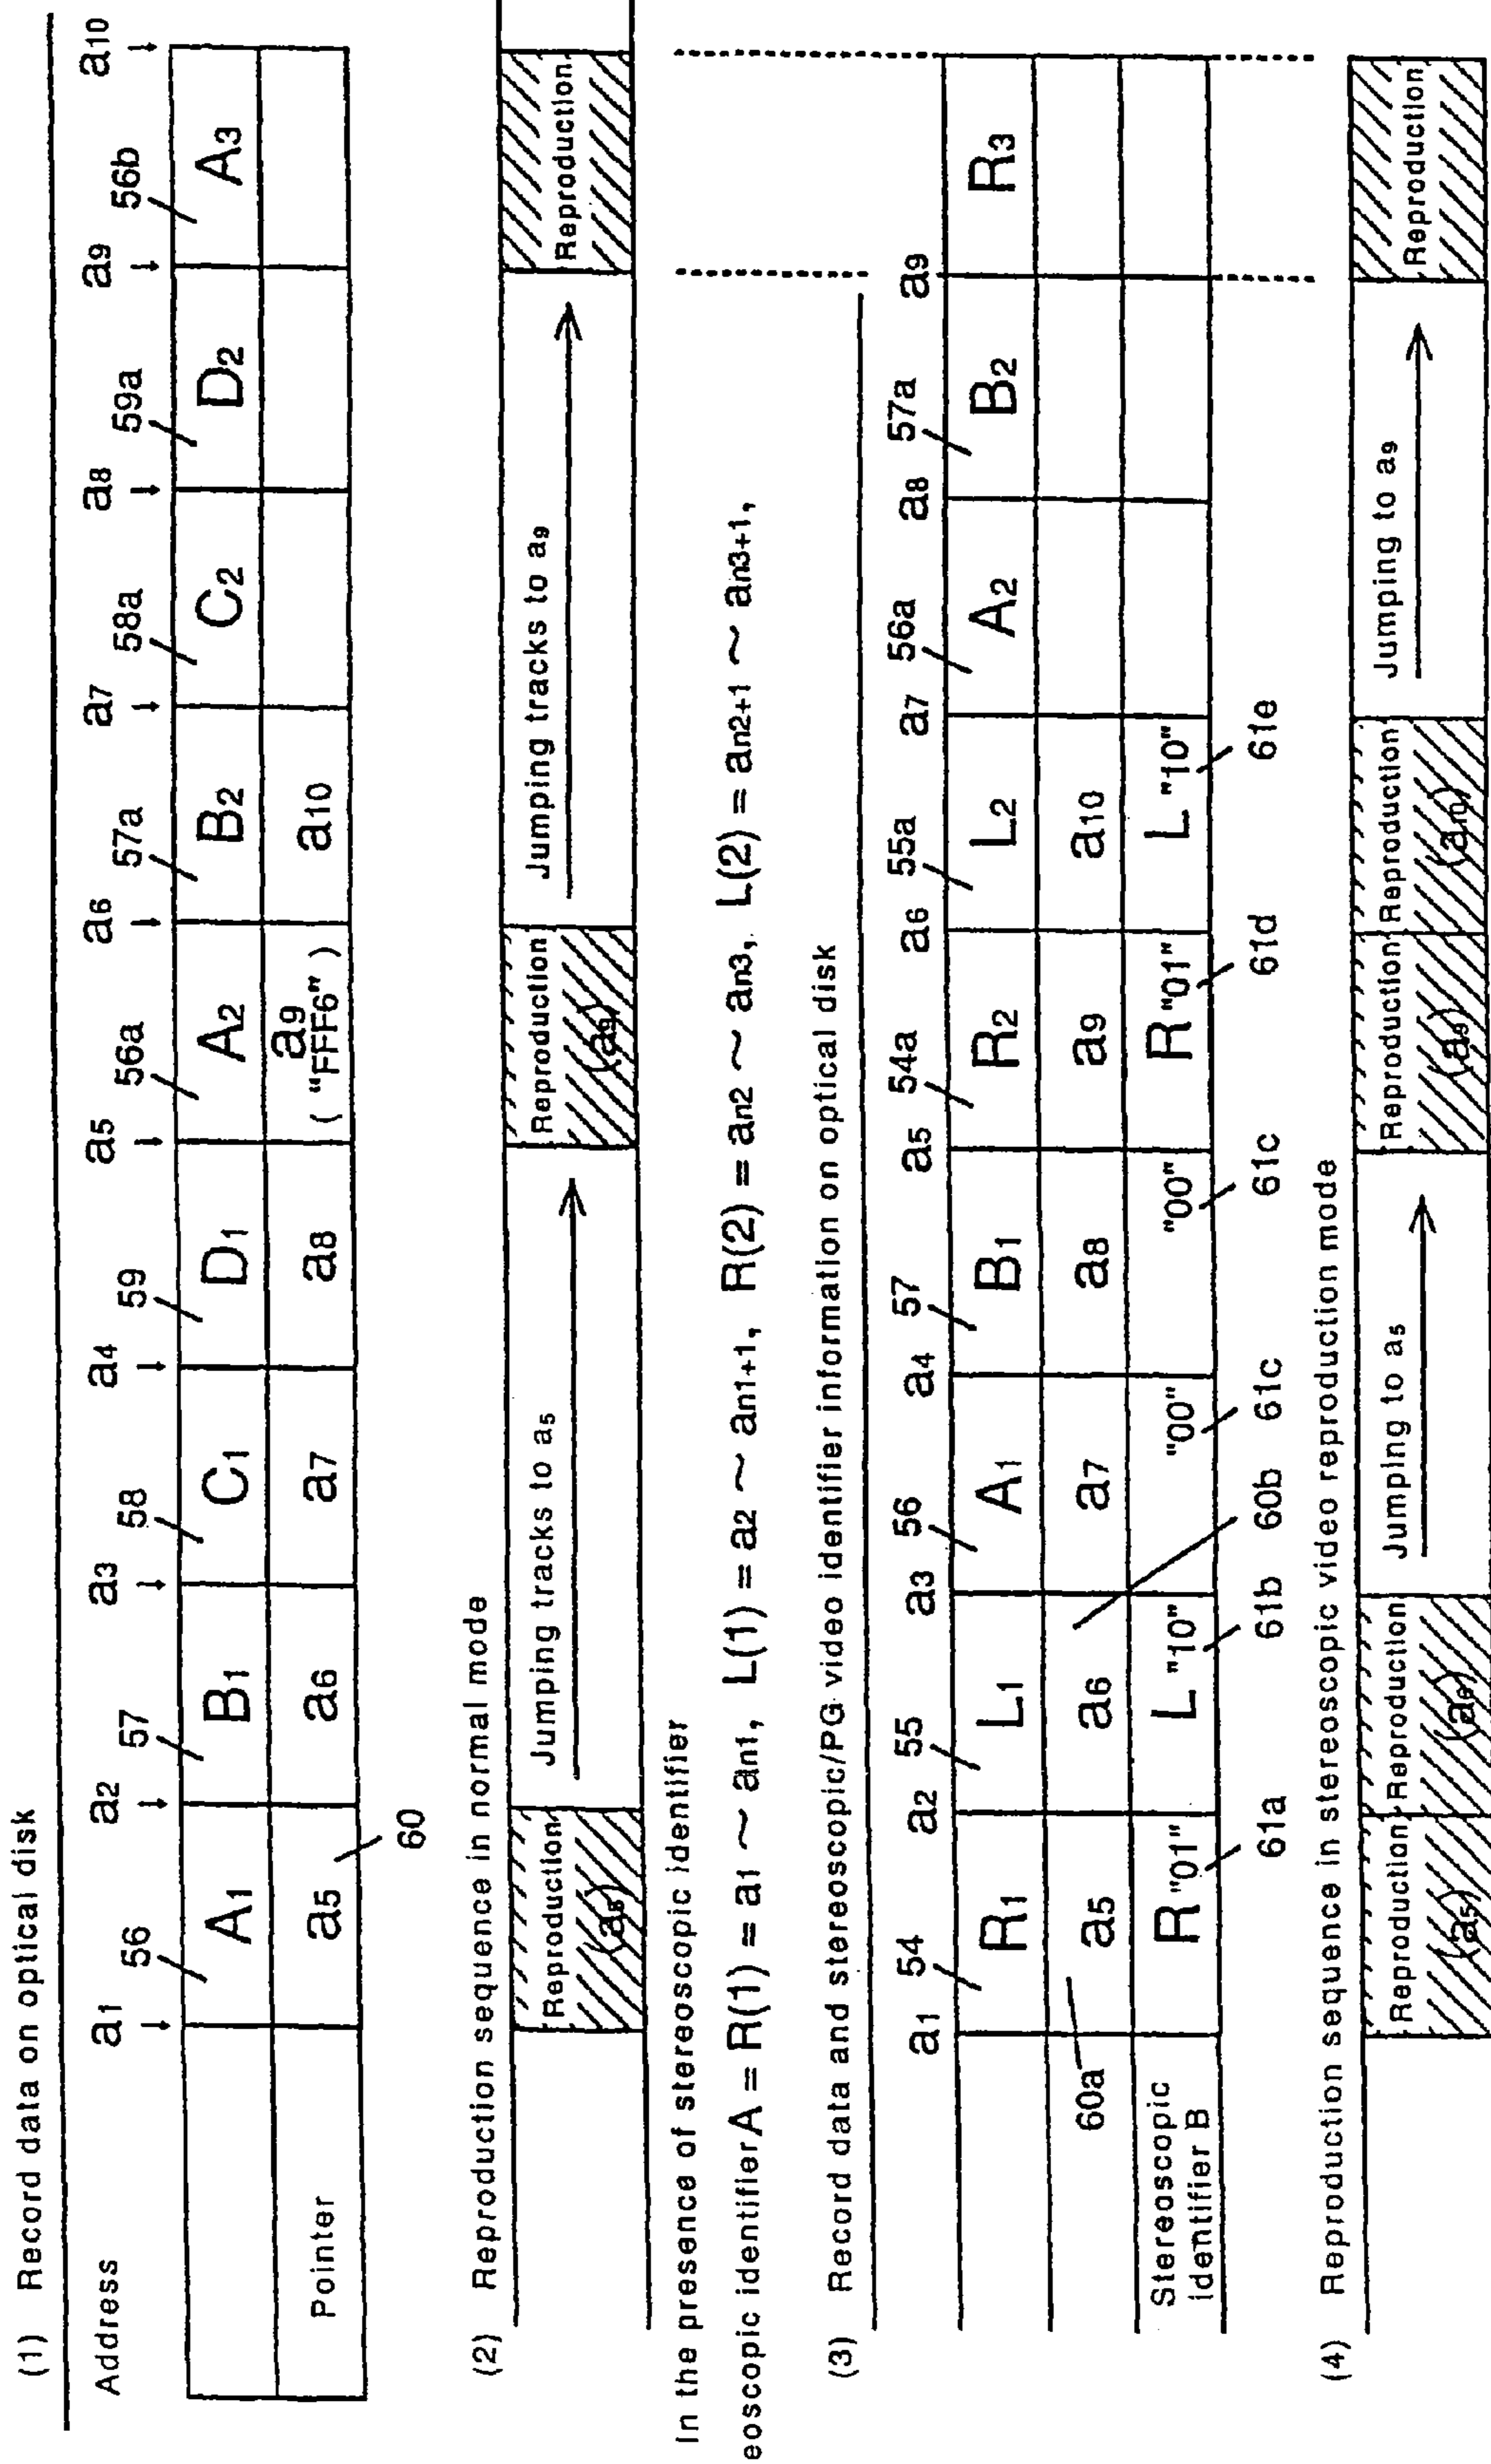 (1) Record data on optical disk
Address a1 a2 a3 a4 a5 a6 a7 a8 a9 a10
56 57 58 59 56a 57a 58a 59a 56b
A1 B1 C1 D1 A2 B2 C2 D2 A3
Pointer a5 a6 a7 a8 a9 ("FFF6") a10
60
(2) Reproduction sequence in normal mode
Reproduction (a5) Jumping tracks to a5 Reproduction (a9) Jumping tracks to a9 Reproduction
In the presence of stereoscopic identifier
eoscopic identifier A = R(1) = a1 ~ an1, L(1) = a2 ~ an1+1, R(2) = an2 ~ an3, L(2) = an2+1 ~ an3+1,
(3) Record data and stereoscopic/PG video identifier information on optical disk
a1 a2 a3 a4 a5 a6 a7 a8 a9
54 55 56 57 54a 55a 56a 57a
R1 L1 A1 B1 R2 L2 A2 B2 R3
60a a5 a6 a7 a8 a9 a10
Stereoscopic identifier B R "01" L "10" "00" "00" R "01" L "10"
61a 61b 60b 61c 61c 61d 61e
(4) Reproduction sequence in stereoscopic video reproduction mode
Reproduction (a5) Reproduction (a6) Jumping to a5 Reproduction (a9) Reproduction (a10) Jumping to a9 Reproduction